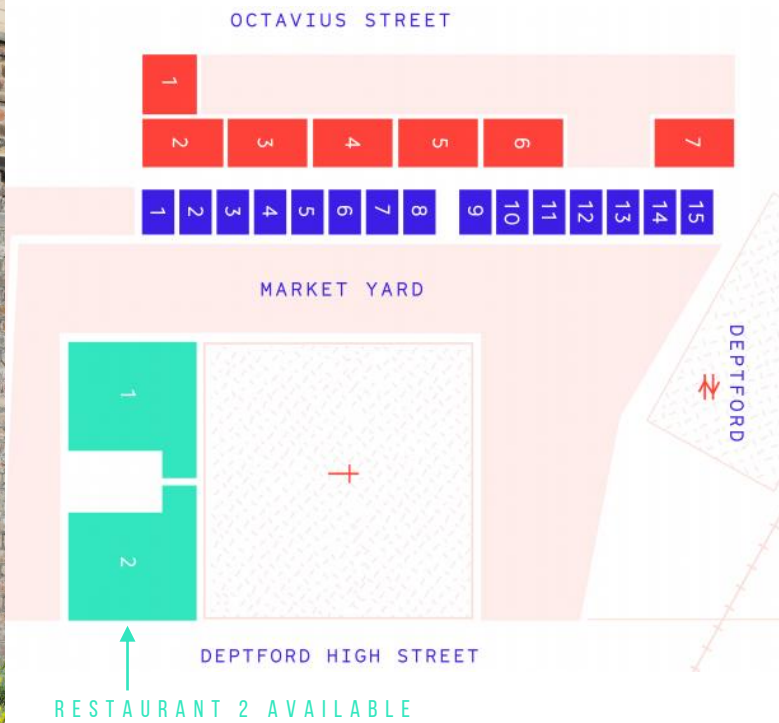 OCTAVIUS STREET
1
2 3 4 5 6 7
1 2 3 4 5 6 7 8 9 10 11 12 13 14 15
MARKET YARD
DEPTFORD
1
2
DEPTFORD HIGH STREET
RESTAURANT 2 AVAILABLE